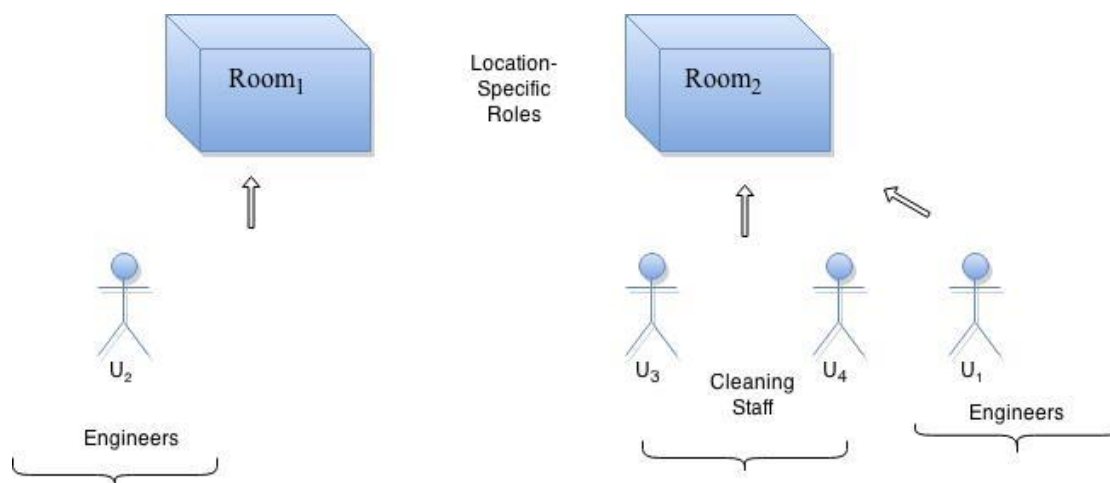 Room₁
Location-
Specific
Roles
Room₂
U₂
U₃
U₄
U₁
Cleaning
Staff
Engineers
Engineers